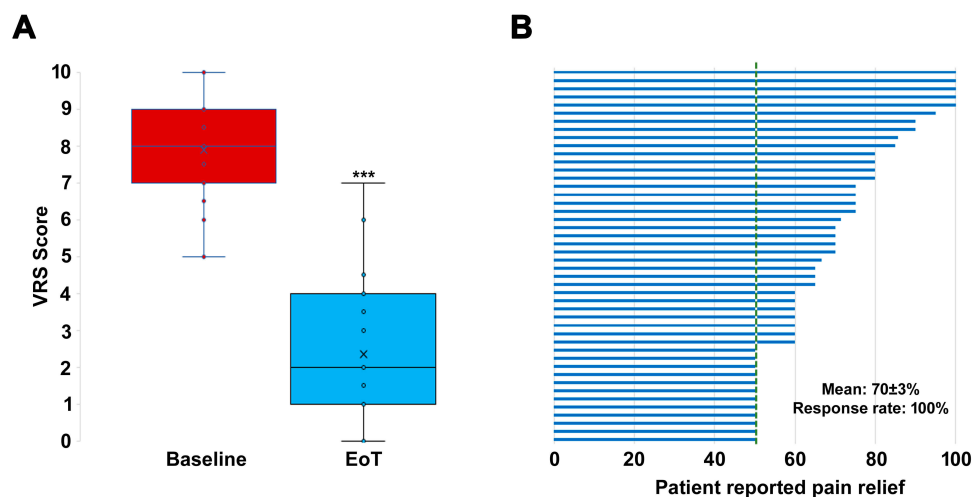 A
VRS Score
10
9
8
7
6
5
4
3
2
1
0
***
Baseline
EoT
B
Mean: 70±3%
Response rate: 100%
0
20
40
60
80
100
Patient reported pain relief